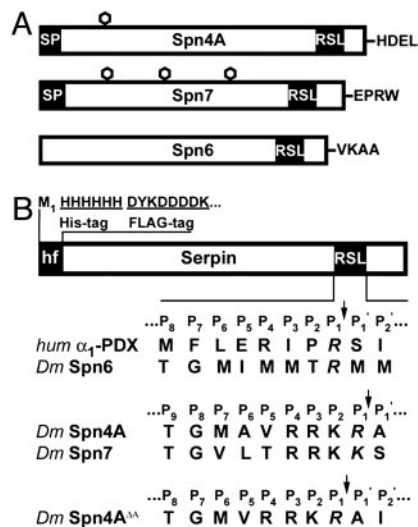 A
SP Spn4A RSL HDEL
SP Spn7 RSL EPRW
Spn6 RSL VKAA
B
M1 HHHHHH DYKDDDDK...
His-tag FLAG-tag
hf Serpin RSL
...P8 P7 P6 P5 P4 P3 P2 P1 P1' P2'...
hum α1-PDX M F L E R I P R S I
Dm Spn6 T G M I M M T R M M
...P9 P8 P7 P6 P5 P4 P3 P2 P1 P1'...
Dm Spn4A T G M A V R R K R A
Dm Spn7 T G V L T R R K K S
...P8 P7 P6 P5 P4 P3 P2 P1 P1' P2'...
Dm Spn4AΔA T G M V R R K R A I